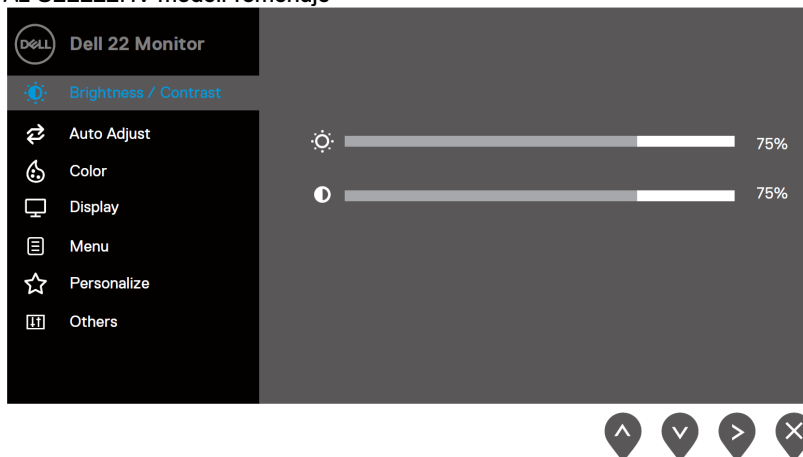 DELL Dell 22 Monitor
Brightness / Contrast
Auto Adjust
75%
Color
75%
Display
Menu
Personalize
Others